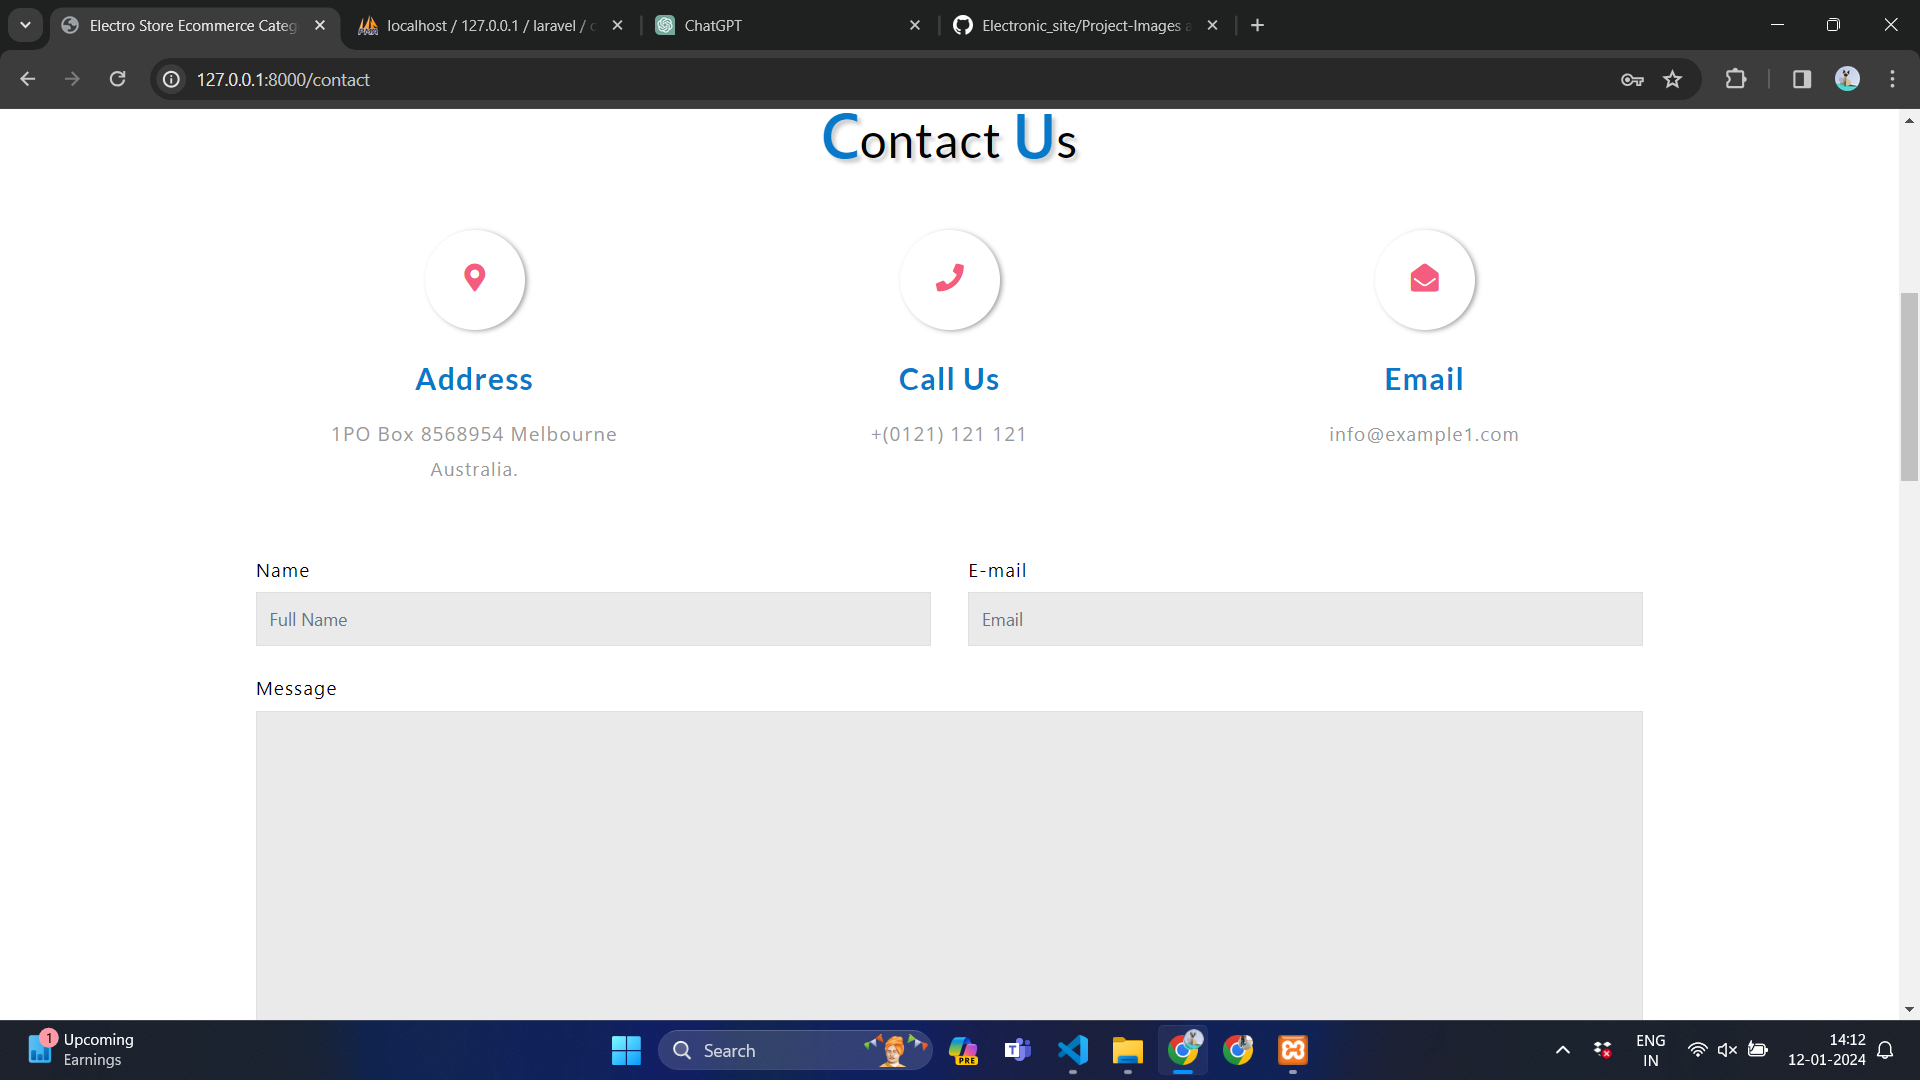 Electro Store Ecommerce Categ
localhost / 127.0.0.1 / laravel / c
ChatGPT
Electronic_site/Project-Images a
127.0.0.1:8000/contact
Contact Us
Address
Call Us
Email
1PO Box 8568954 Melbourne
Australia.
+(0121) 121 121
info@example1.com
Name
E-mail
Full Name
Email
Message
1
Upcoming
Earnings
Search
PRE
ENG
IN
14:12
12-01-2024